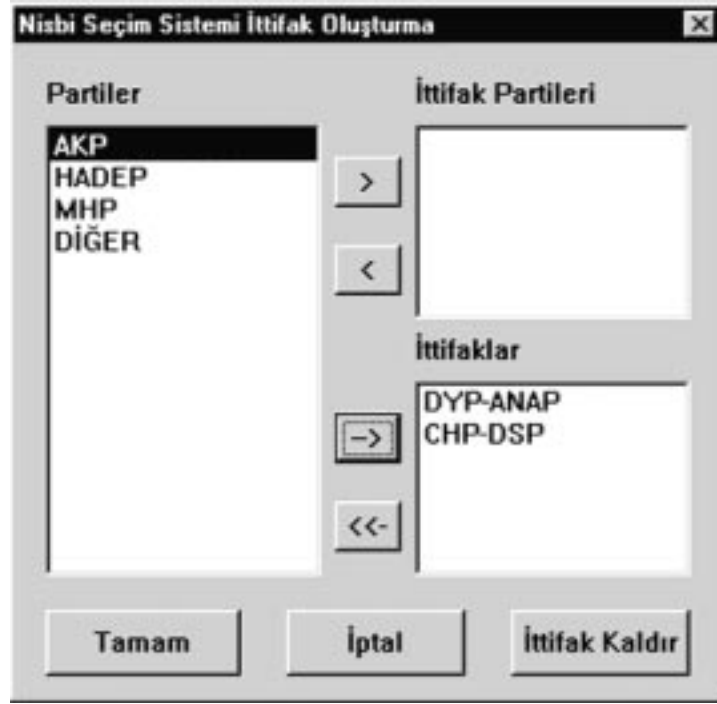 Nisbi Seçim Sistemi İttifak Oluşturma
Partiler
AKP
HADEP
MHP
DİĞER
>
<
->
<<-
İttifak Partileri
İttifaklar
DYP-ANAP
CHP-DSP
Tamam
İptal
İttifak Kaldır